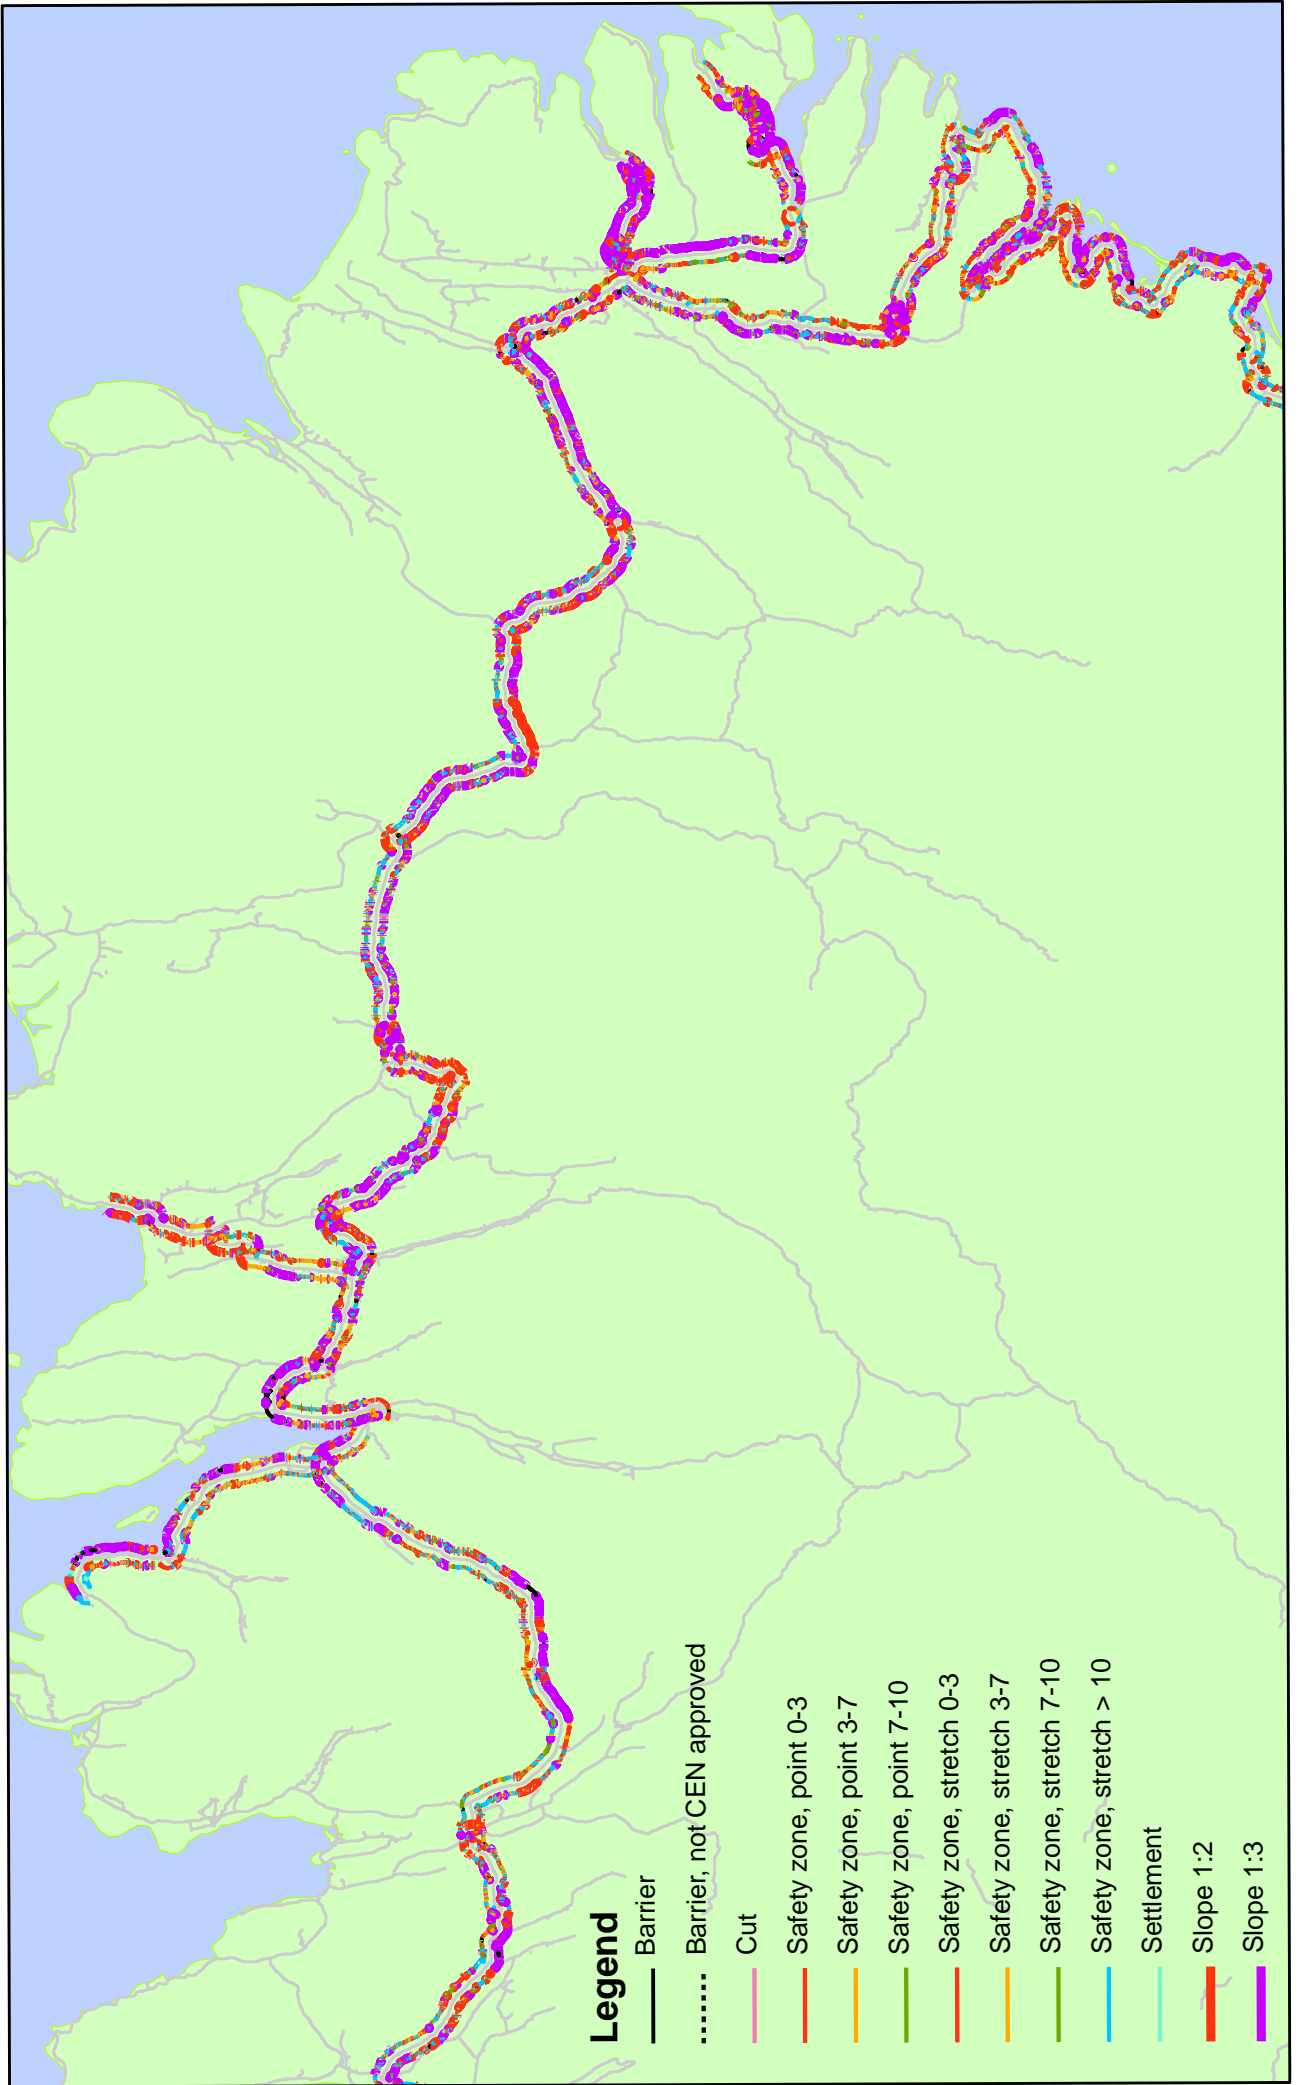 Legend
Barrier
Barrier, not CEN approved
Cut
Safety zone, point 0-3
Safety zone, point 3-7
Safety zone, point 7-10
Safety zone, stretch 0-3
Safety zone, stretch 3-7
Safety zone, stretch 7-10
Safety zone, stretch > 10
Settlement
Slope 1:2
Slope 1:3